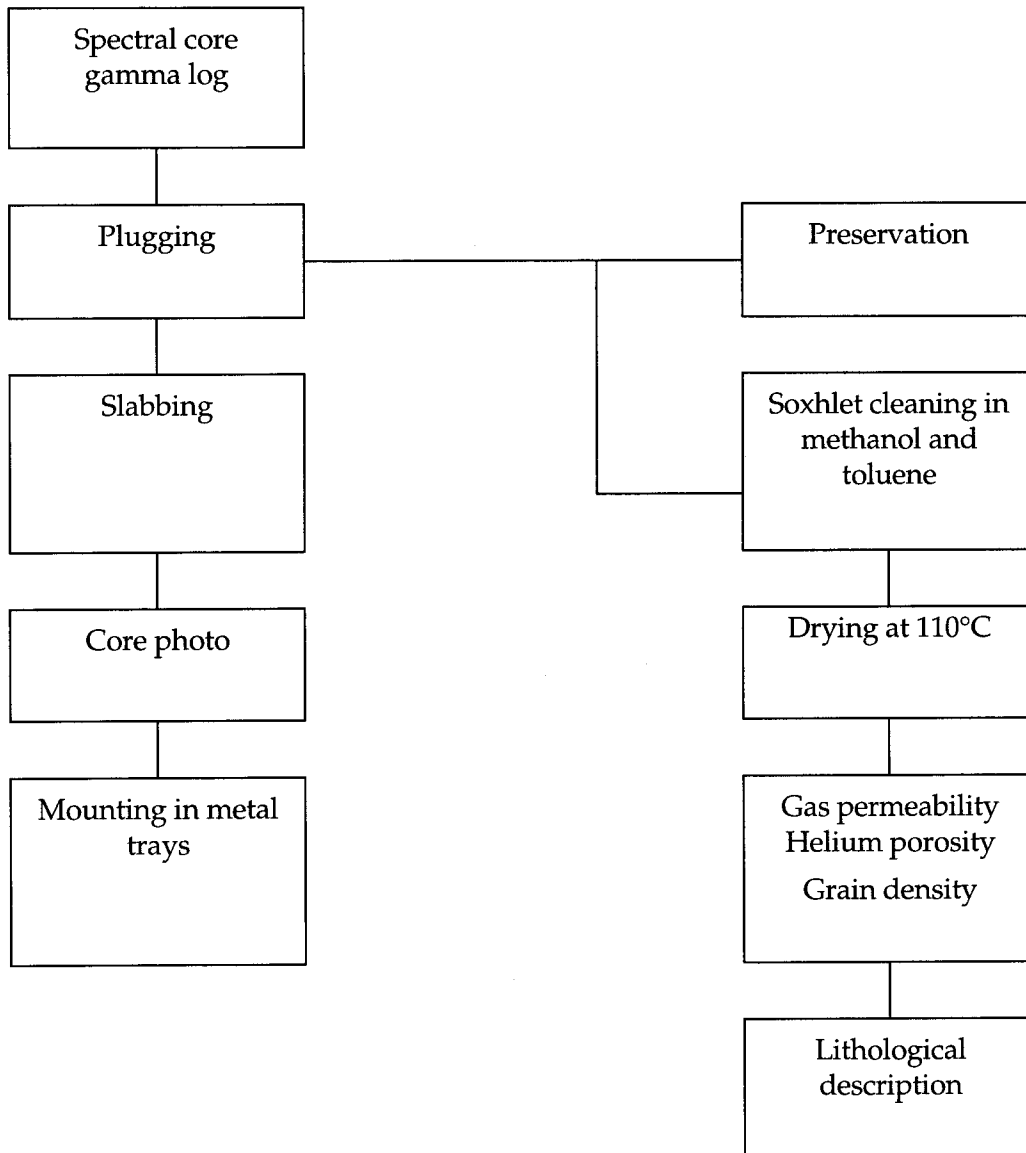 Spectral core
gamma log
Plugging
Preservation
Slabbing
Soxhlet cleaning in
methanol and
toluene
Core photo
Drying at 110°C
Mounting in metal
trays
Gas permeability
Helium porosity
Grain density
Lithological
description